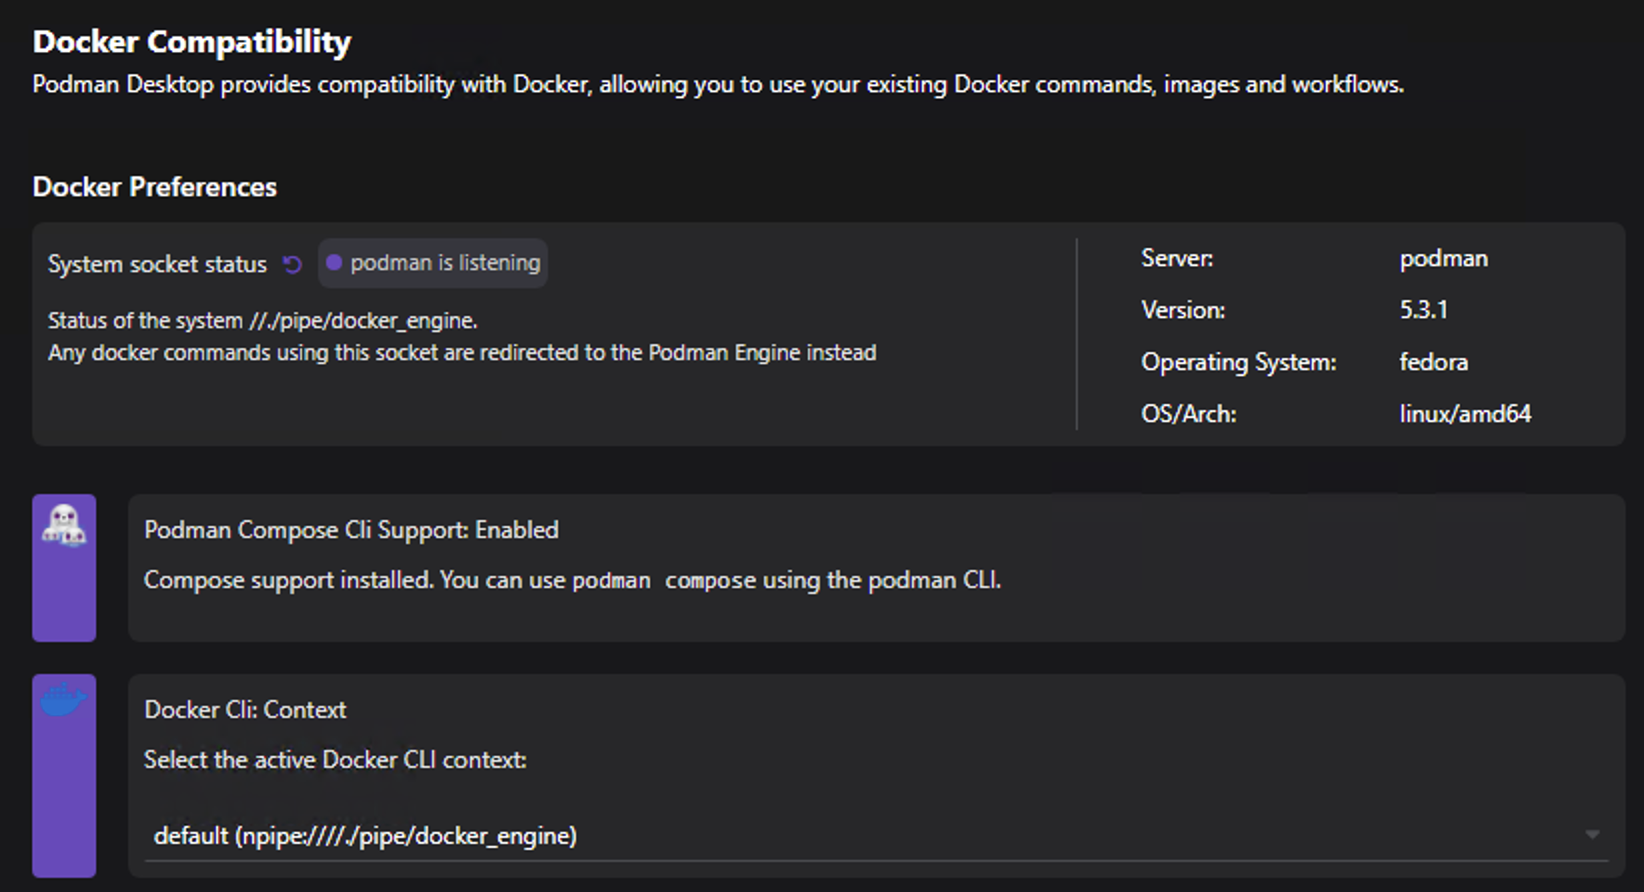 Docker Compatibility
Podman Desktop provides compatibility with Docker, allowing you to use your existing Docker commands, images and workflows.
Docker Preferences
System socket status podman is listening
Status of the system //./pipe/docker_engine.
Any docker commands using this socket are redirected to the Podman Engine instead
Server: podman
Version: 5.3.1
Operating System: fedora
OS/Arch: linux/amd64
Podman Compose Cli Support: Enabled
Compose support installed. You can use podman compose using the podman CLI.
Docker Cli: Context
Select the active Docker CLI context:
default (npipe:////./pipe/docker_engine)